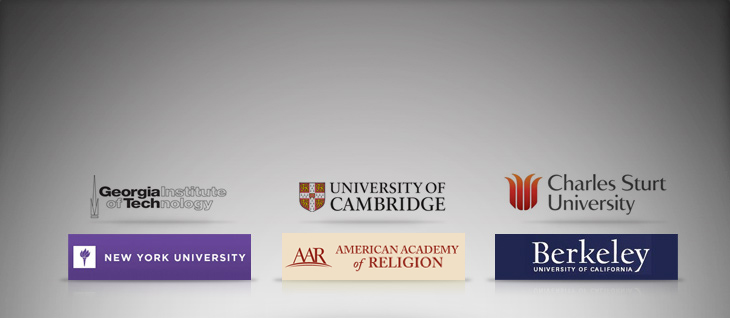 Georgia Institute
of Technology
UNIVERSITY OF
CAMBRIDGE
Charles Sturt
University
NEW YORK UNIVERSITY
AAR AMERICAN ACADEMY
of RELIGION
Berkeley
UNIVERSITY OF CALIFORNIA